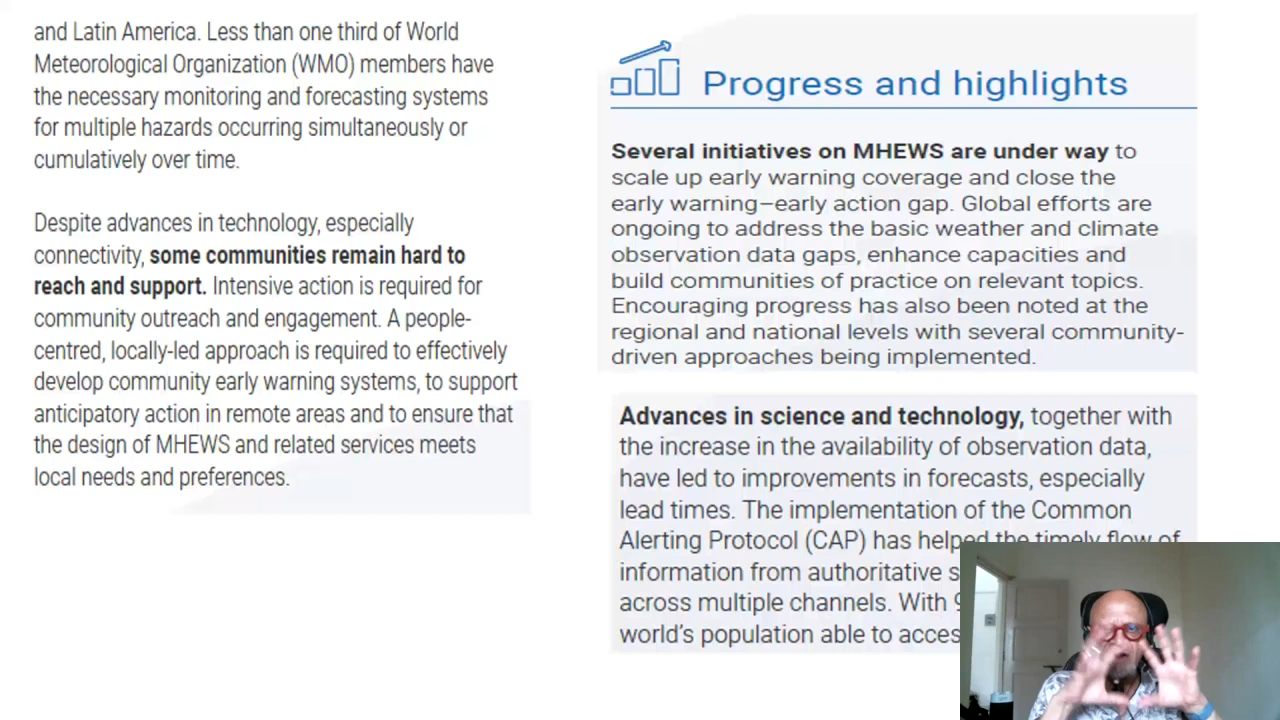 and Latin America. Less than one third of World
Meteorological Organization (WMO) members have
the necessary monitoring and forecasting systems
for multiple hazards occurring simultaneously or
cumulatively over time.
Despite advances in technology, especially
connectivity, some communities remain hard to
reach and support. Intensive action is required for
community outreach and engagement. A people-
centred, locally-led approach is required to effectively
develop community early warning systems, to support
anticipatory action in remote areas and to ensure that
the design of MHEWS and related services meets
local needs and preferences.
Progress and highlights
Several initiatives on MHEWS are under way to
scale up early warning coverage and close the
early warning–early action gap. Global efforts are
ongoing to address the basic weather and climate
observation data gaps, enhance capacities and
build communities of practice on relevant topics.
Encouraging progress has also been noted at the
regional and national levels with several community-
driven approaches being implemented.
Advances in science and technology, together with
the increase in the availability of observation data,
have led to improvements in forecasts, especially
lead times. The implementation of the Common
Alerting Protocol (CAP) has helped the timely flow of
information from authoritative
across multiple channels. With
world's population able to access